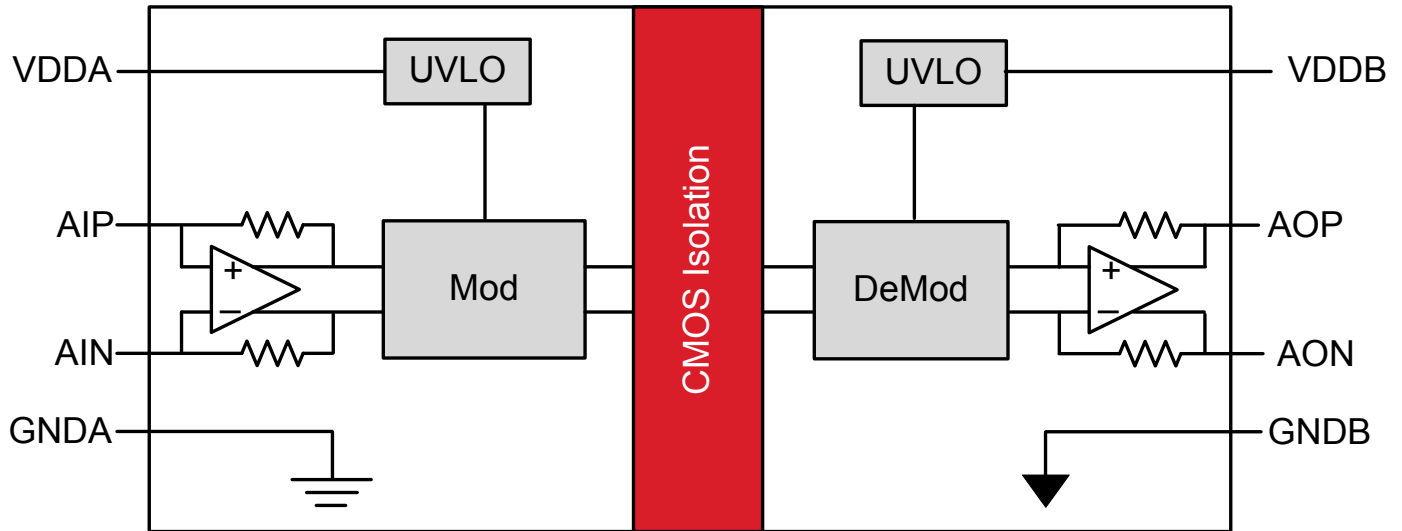 VDDA
UVLO
UVLO
VDDB
AIP
+
−
Mod
AIN
GNDA
CMOS Isolation
DeMod
+
−
AOP
AON
GNDB